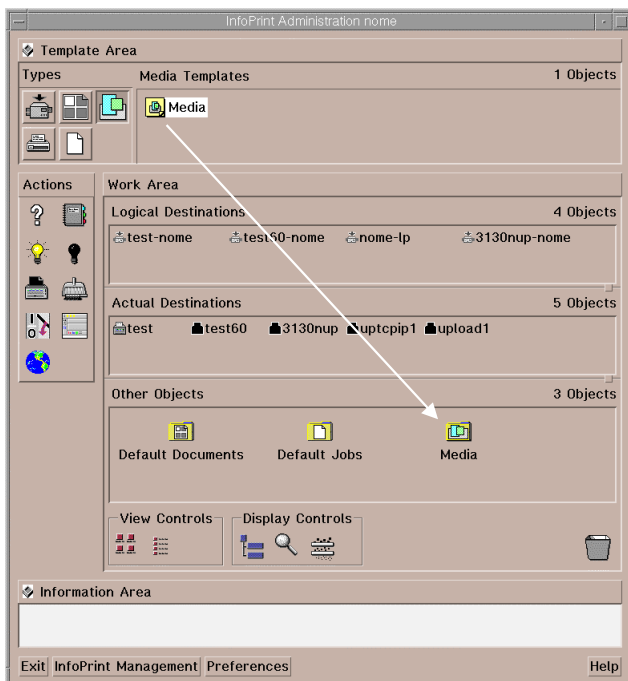 InfoPrint Administration nome
Template Area
Types
Media Templates
1 Objects
Media
Actions
Work Area
Logical Destinations
4 Objects
test-nome test60-nome nome-lp 3130nup-nome
Actual Destinations
5 Objects
test test60 3130nup uptcpip1 upload1
Other Objects
3 Objects
Default Documents Default Jobs Media
View Controls
Display Controls
Information Area
Exit InfoPrint Management Preferences Help